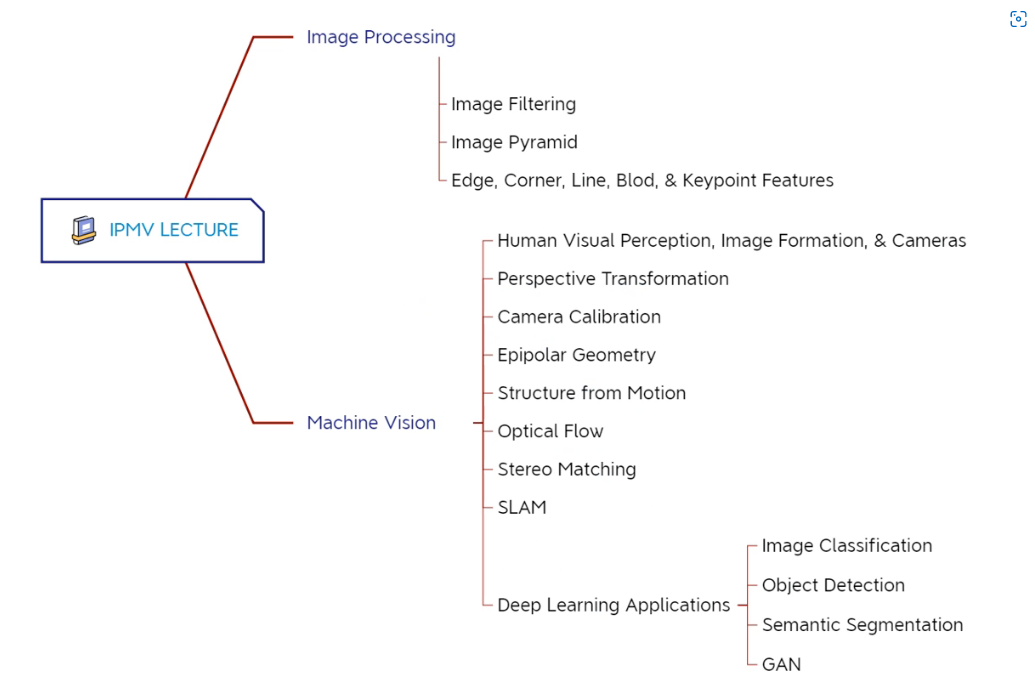 Image Processing
Image Filtering
Image Pyramid
Edge, Corner, Line, Blod, & Keypoint Features
IPMV LECTURE
Human Visual Perception, Image Formation, & Cameras
Perspective Transformation
Camera Calibration
Epipolar Geometry
Structure from Motion
Machine Vision
Optical Flow
Stereo Matching
SLAM
Image Classification
Object Detection
Deep Learning Applications
Semantic Segmentation
GAN